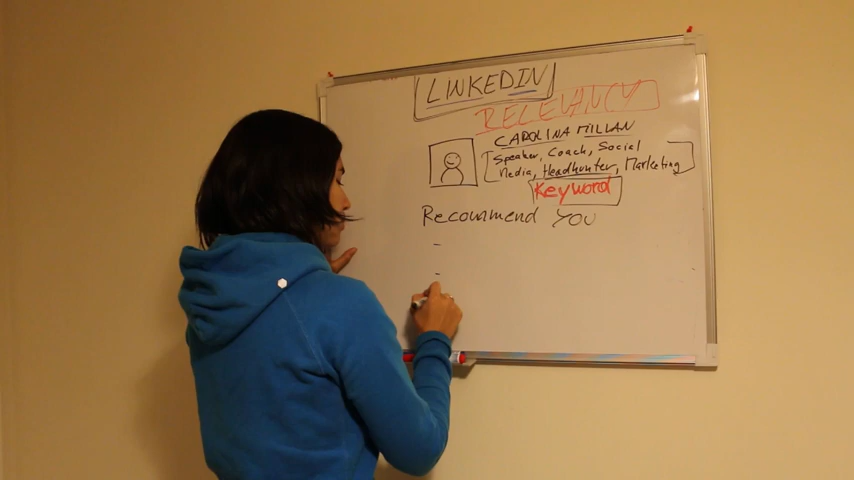 LINKEDIN
RELEVANCY
CAROLINA MILLAN
Speaker, Coach, Social
Media, Headhunter, Marketing
Keyword
Recommend YOU
-
-